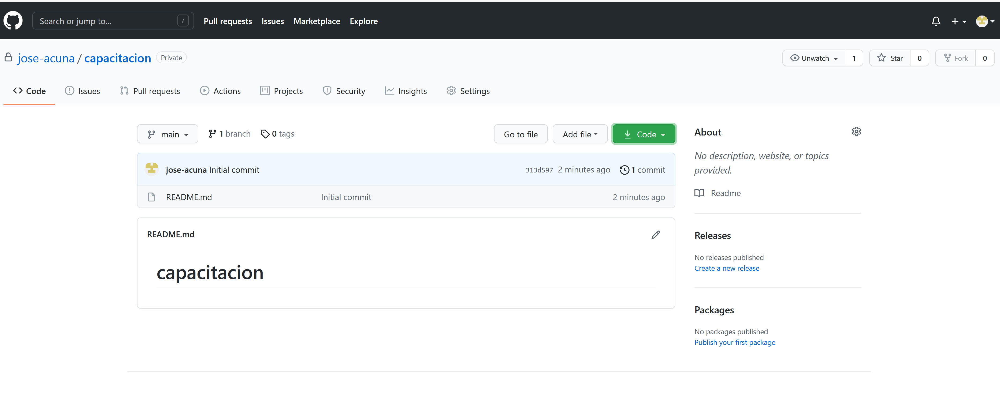 Search or jump to... / Pull requests Issues Marketplace Explore
jose-acuna / capacitacion Private Unwatch 1 Star 0 Fork 0
Code Issues Pull requests Actions Projects Security Insights Settings
main 1 branch 0 tags Go to file Add file Code
jose-acuna Initial commit 313d597 2 minutes ago 1 commit
README.md Initial commit 2 minutes ago
README.md
capacitacion
About
No description, website, or topics
provided.
Readme
Releases
No releases published
Create a new release
Packages
No packages published
Publish your first package